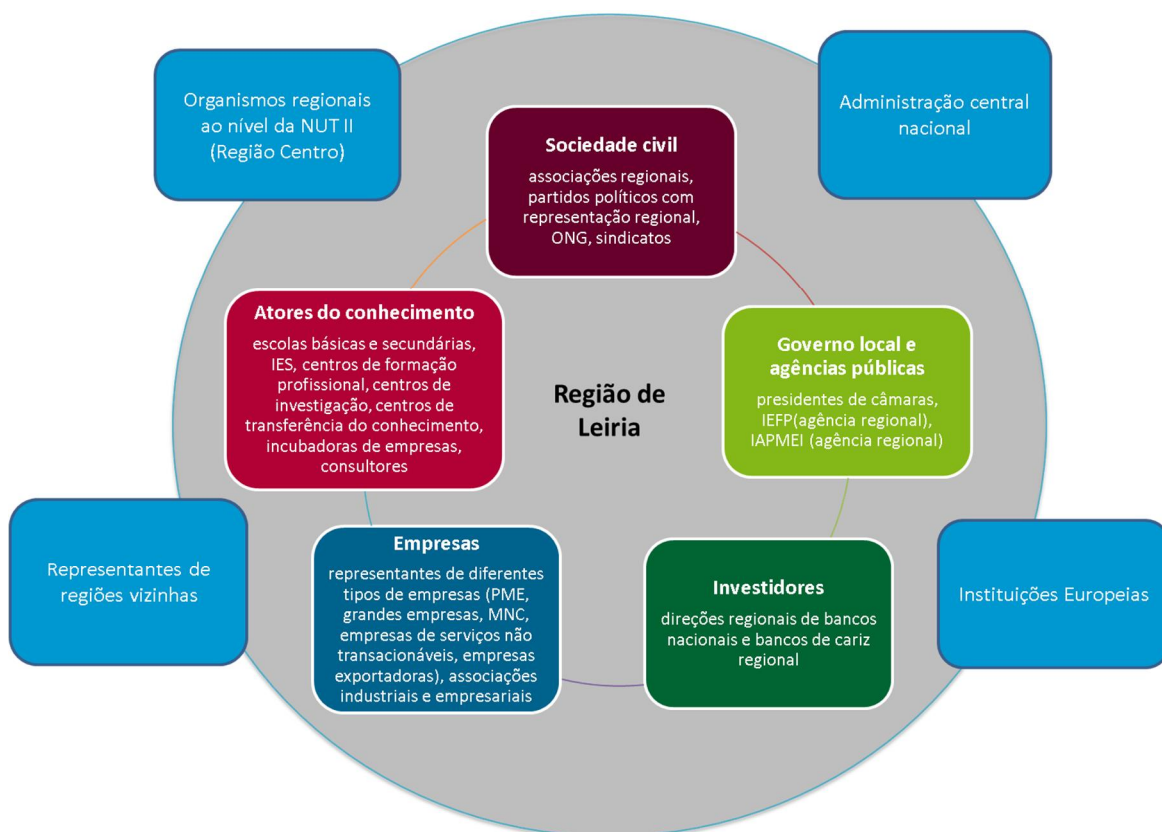 Organismos regionais
ao nível da NUT II
(Região Centro)
Administração central
nacional
Sociedade civil
associações regionais,
partidos políticos com
representação regional,
ONG, sindicatos
Atores do conhecimento
escolas básicas e secundárias,
IES, centros de formação
profissional, centros de
investigação, centros de
transferência do conhecimento,
incubadoras de empresas,
consultores
Região de
Leiria
Governo local e
agências públicas
presidentes de câmaras,
IEFP(agência regional),
IAPMEI (agência regional)
Representantes de
regiões vizinhas
Empresas
representantes de diferentes
tipos de empresas (PME,
grandes empresas, MNC,
empresas de serviços não
transacionáveis, empresas
exportadoras), associações
industriais e empresariais
Investidores
direções regionais de bancos
nacionais e bancos de cariz
regional
Instituições Europeias